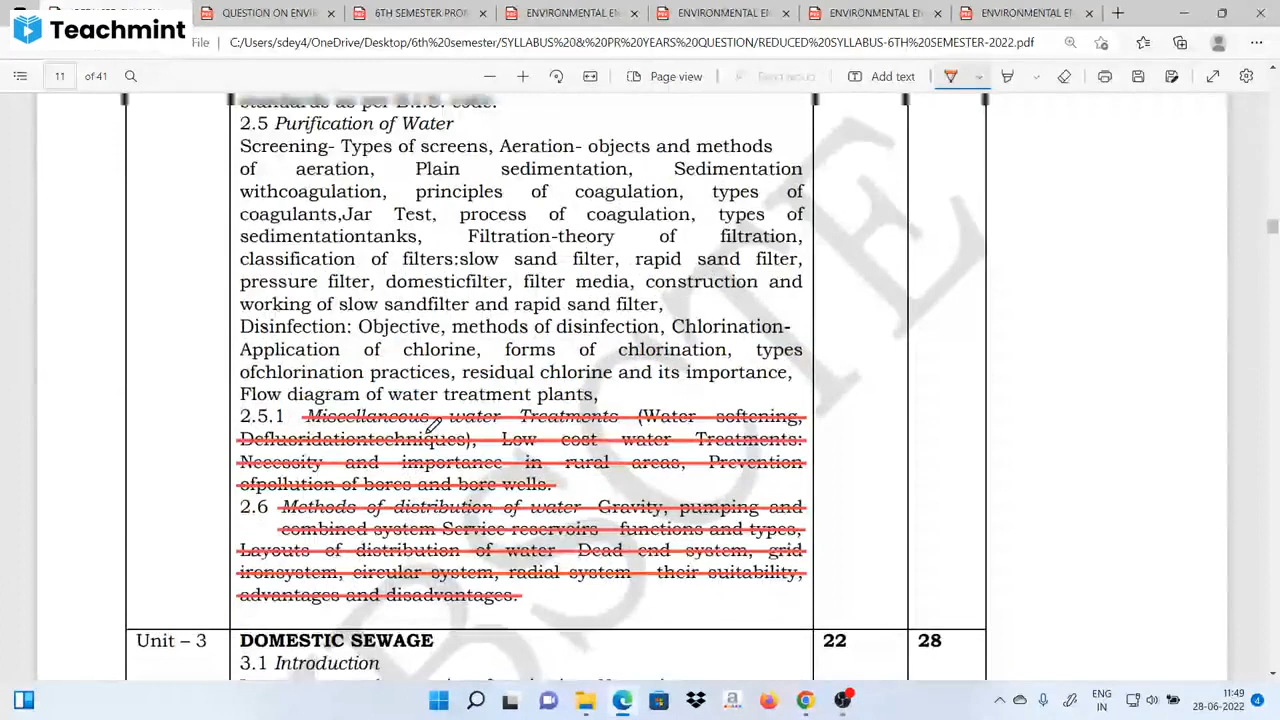 QUESTION ON ENVI
6TH SEMESTER PR
ENVIRONMENTAL EN
Teachmint
File
C:/Users/sdey4/OneDrive/Desktop/6th%20semester/SYLLABUS%20&%20PR%20YEARS%20QUESTION/REDUCED%20SYLLABUS-6TH%20SEMESTER-2022.pdf
11 of 41
Page view
Read aloud
Add text
standards as per B.I.S. code.
2.5 Purification of Water
Screening- Types of screens, Aeration- objects and methods
of aeration, Plain sedimentation, Sedimentation
withcoagulation, principles of coagulation, types of
coagulants,Jar Test, process of coagulation, types of
sedimentationtanks, Filtration-theory of filtration,
classification of filters:slow sand filter, rapid sand filter,
pressure filter, domesticfilter, filter media, construction and
working of slow sandfilter and rapid sand filter,
Disinfection: Objective, methods of disinfection, Chlorination-
Application of chlorine, forms of chlorination, types
ofchlorination practices, residual chlorine and its importance,
Flow diagram of water treatment plants,
2.5.1 Miscellaneous water Treatments (Water softening,
Defluoridationtechniques), Low cost water Treatments:
Necessity and importance in rural areas, Prevention
ofpollution of bores and bore wells.
2.6 Methods of distribution of water Gravity, pumping and
combined system Service reservoirs functions and types,
Layouts of distribution of water Dead end system, grid
ironsystem, circular system, radial system their suitability,
advantages and disadvantages.
Unit – 3 DOMESTIC SEWAGE 22 28
3.1 Introduction
BSCTE
ENG
IN
11:49
28-06-2022
4